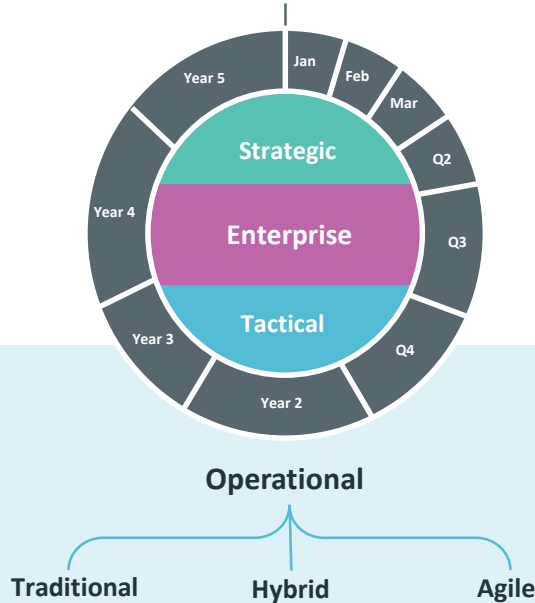 Jan
Feb
Mar
Q2
Q3
Q4
Year 2
Year 3
Year 4
Year 5
Strategic
Enterprise
Tactical
Operational
Traditional Hybrid Agile